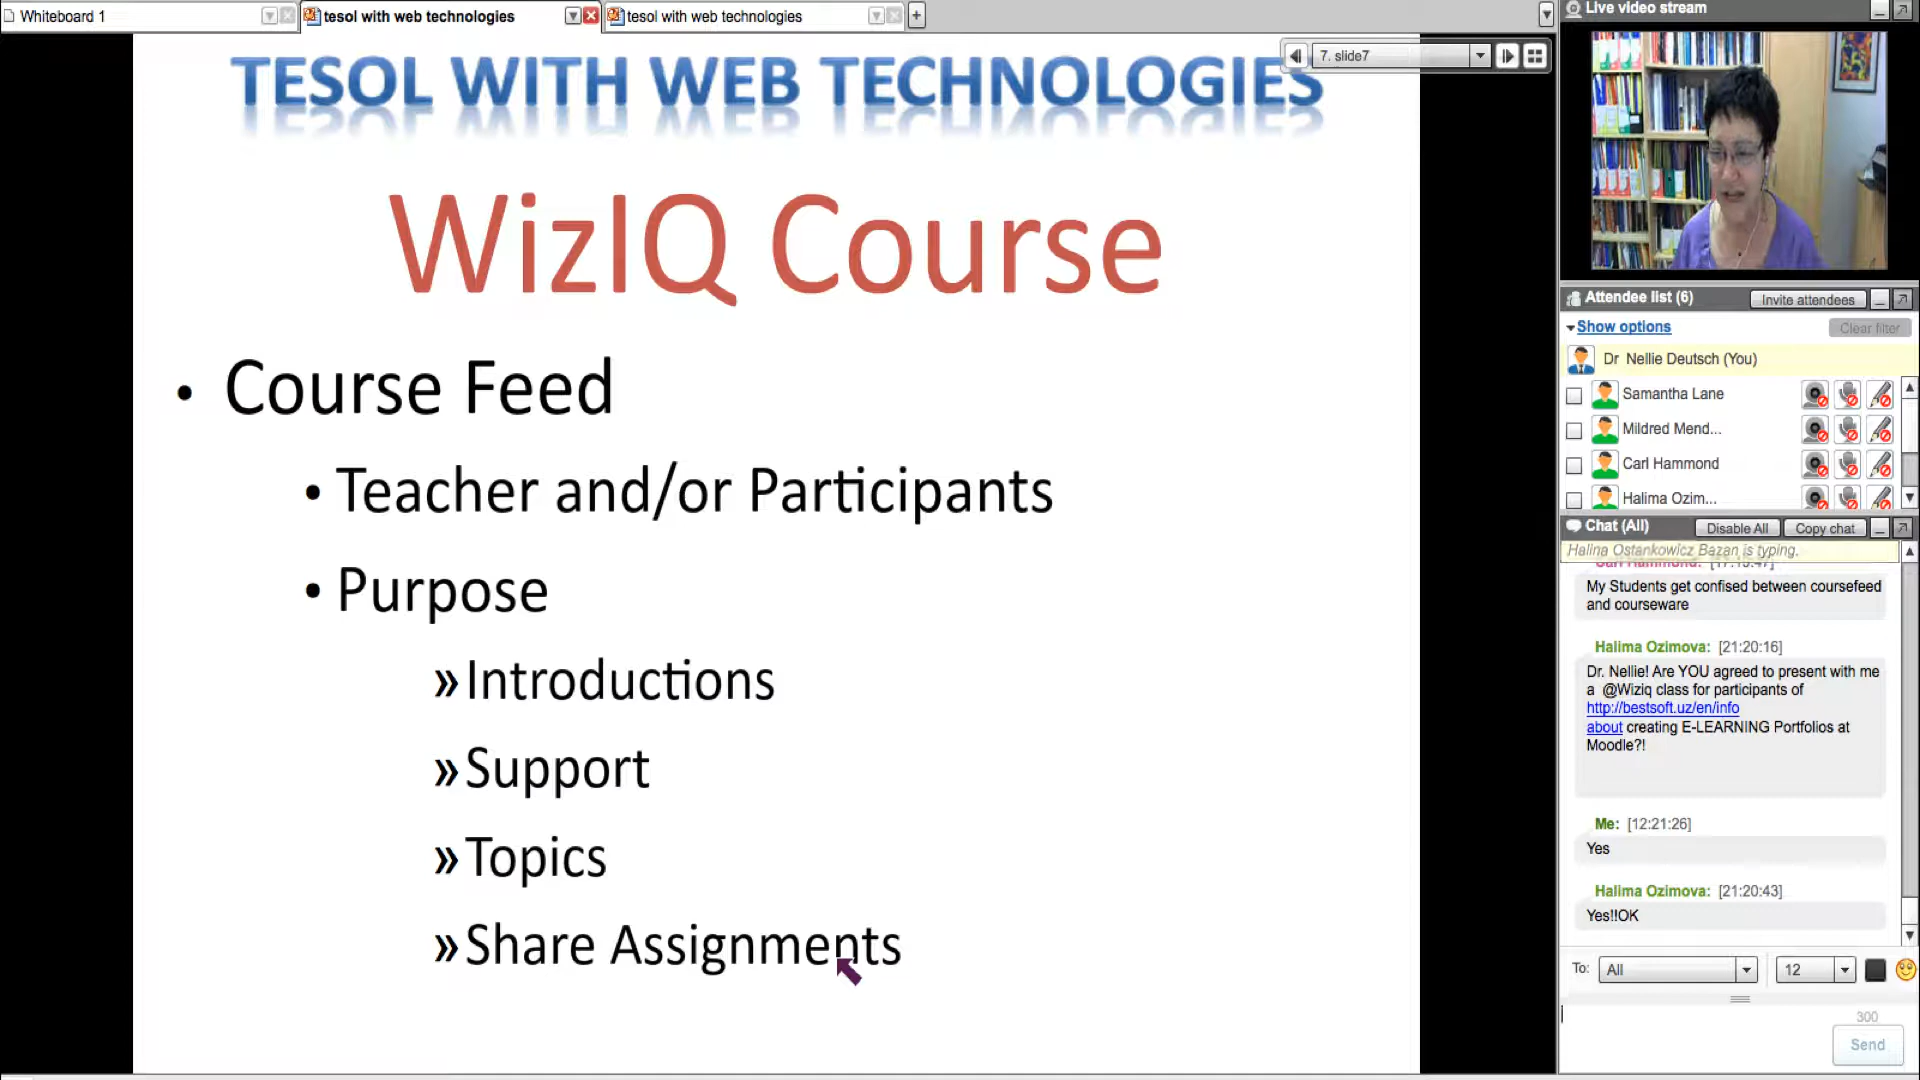 Whiteboard 1
tesol with web technologies
tesol with web technologies
+
7. slide7
TESOL WITH WEB TECHNOLOGIES
WizIQ Course
• Course Feed
• Teacher and/or Participants
• Purpose
» Introductions
» Support
» Topics
» Share Assignments
Live video stream
Attendee list (6)
Invite attendees
Show options
Clear filter
Dr Nellie Deutsch (You)
Samantha Lane
Mildred Mend...
Carl Hammond
Halima Ozim...
Chat (All)
Disable All
Copy chat
Halina Ostankowicz Bazan is typing.
Carl Hammond: [17:15:47]
My Students get confised between coursefeed
and courseware
Halima Ozimova: [21:20:16]
Dr. Nellie! Are YOU agreed to present with me
a @Wiziq class for participants of
http://bestsoft.uz/en/info
about creating E-LEARNING Portfolios at
Moodle?!
Me: [12:21:26]
Yes
Halima Ozimova: [21:20:43]
Yes!!OK
To: All 12
300
Send